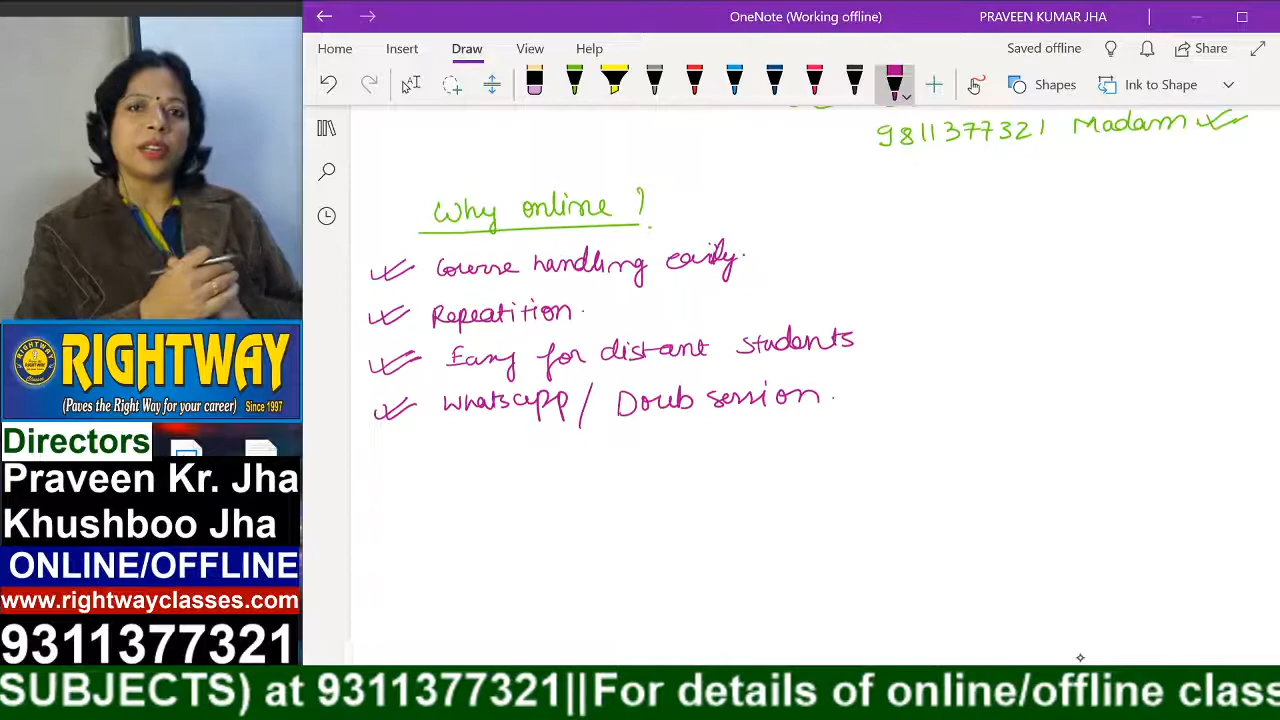 OneNote (Working offline)
PRAVEEN KUMAR JHA
Home Insert Draw View Help
Saved offline
Share
Shapes
Ink to Shape
9811377321 Madam
Why online ?
Course handling easily.
Repeatition.
Easy for distant students
Whatsapp / Doub session.
RIGHTWAY
(Paves the Right Way for your career) Since 1997
Directors
Praveen Kr. Jha
Khushboo Jha
ONLINE/OFFLINE
www.rightwayclasses.com
9311377321
SUBJECTS) at 9311377321||For details of online/offline class